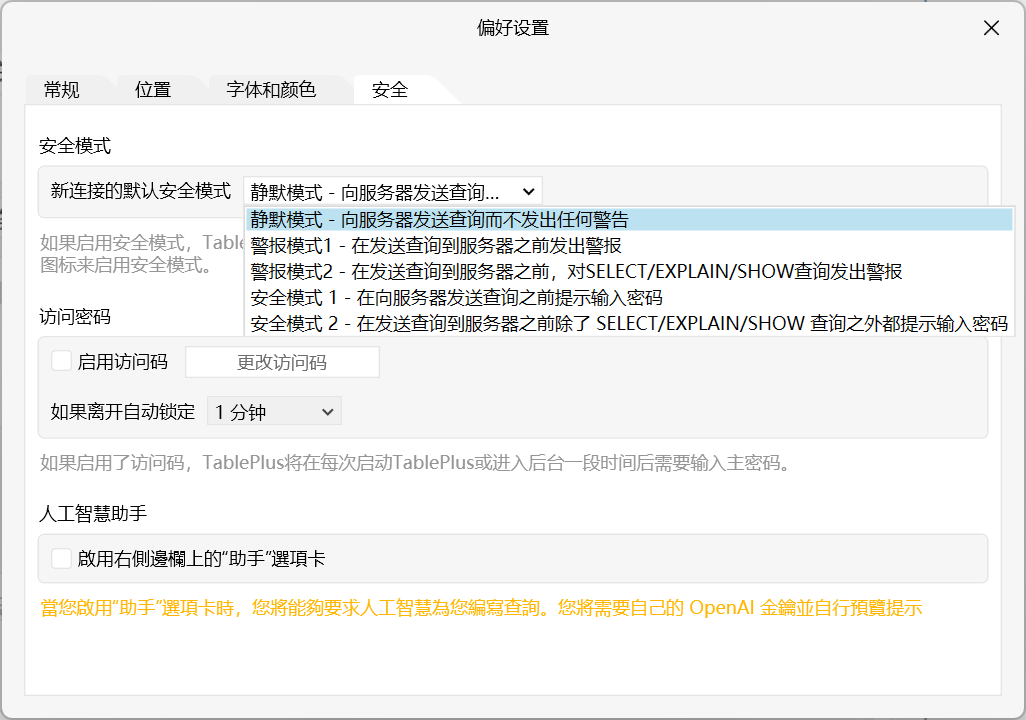 偏好设置
常规
位置
字体和颜色
安全
安全模式
新连接的默认安全模式
静默模式 - 向服务器发送查询...
静默模式 - 向服务器发送查询而不发出任何警告
如果启用安全模式，Table
警报模式1 - 在发送查询到服务器之前发出警报
图标来启用安全模式。
警报模式2 - 在发送查询到服务器之前，对SELECT/EXPLAIN/SHOW查询发出警报
安全模式 1 - 在向服务器发送查询之前提示输入密码
访问密码
安全模式 2 - 在发送查询到服务器之前除了 SELECT/EXPLAIN/SHOW 查询之外都提示输入密码
启用访问码
更改访问码
如果离开自动锁定
1 分钟
如果启用了访问码，TablePlus将在每次启动TablePlus或进入后台一段时间后需要输入主密码。
人工智慧助手
啟用右側邊欄上的“助手”選項卡
當您啟用“助手”選項卡時，您將能夠要求人工智慧為您編寫查詢。您將需要自己的 OpenAI 金鑰並自行預覽提示